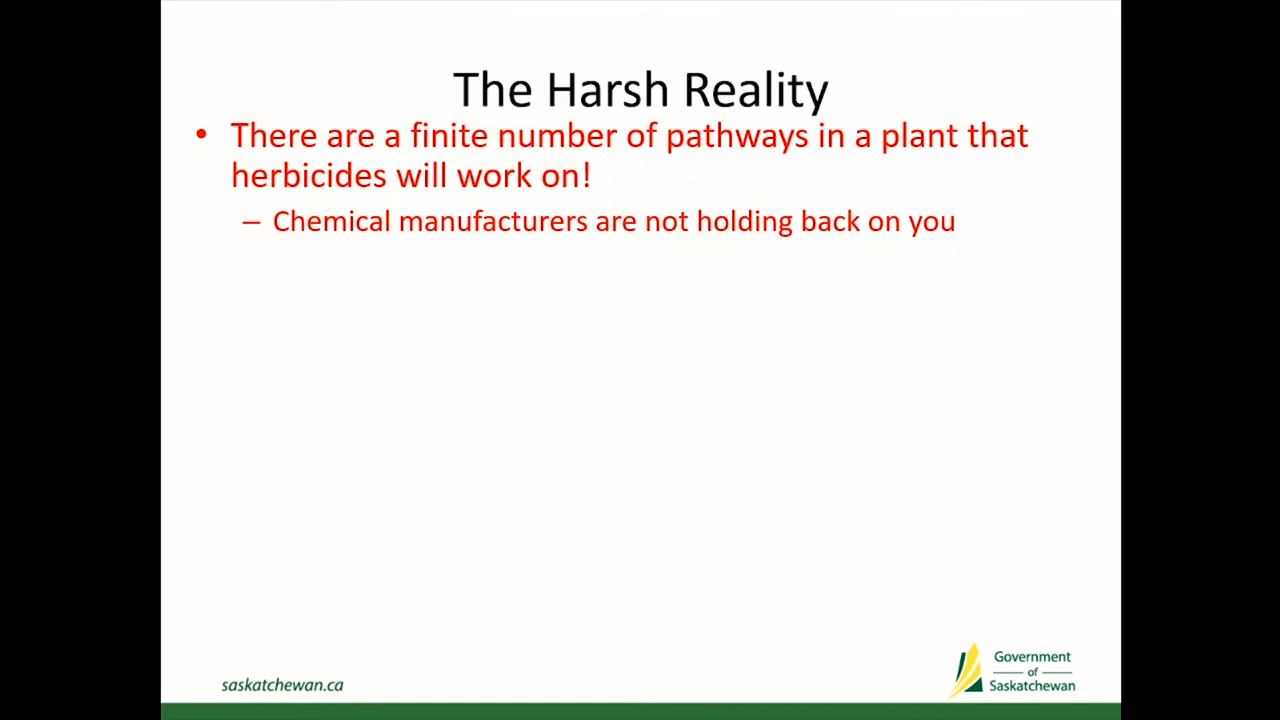 The Harsh Reality
• There are a finite number of pathways in a plant that
herbicides will work on!
– Chemical manufacturers are not holding back on you
saskatchewan.ca
Government
of
Saskatchewan